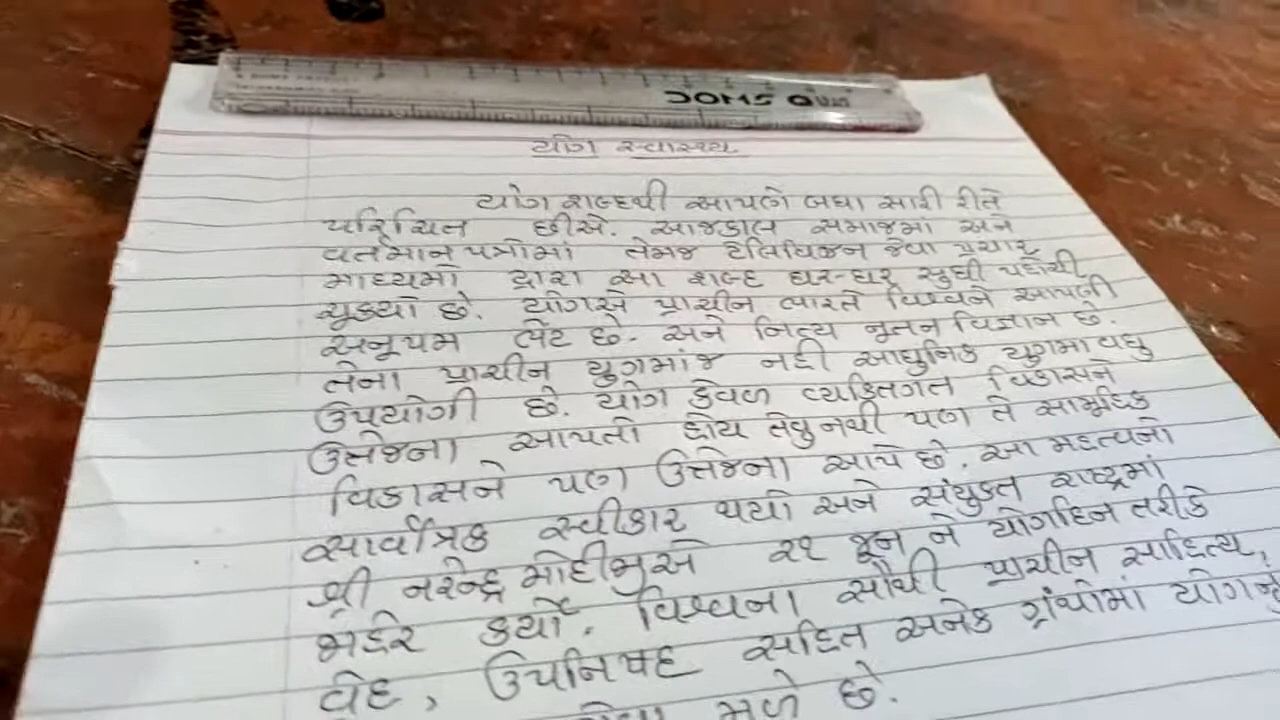 DOMS
યોગ સ્વાસ્થ્ય
યોગ શબ્દથી આપણે બધા સારી રીતે
પરિચિત છીએ. આજકાલ સમાજમાં અને
વર્તમાન પત્રોમાં તેમજ ટેલિવિઝન જેવા પ્રચાર
માધ્યમો દ્વારા આ શબ્દ ઘર-ઘર સુધી પહોંચી
ચૂક્યો છે. યોગએ પ્રાચીન ભારતે વિશ્વને આપેલી
અનૂપમ ભેટ છે. અને નિત્ય નૂતન વિજ્ઞાન છે.
તેના પ્રાચીન યુગમાંજ નહી આધુનિક યુગમા વધુ
ઉપયોગી છે. યોગ કેવળ વ્યક્તિગત વિકાસને
ઉત્તેજના આપતો હોય તેવુ નથી પણ તે સામૂહિક
વિકાસને પણ ઉત્તેજના આપે છે. આ મહત્વનો
સાર્વત્રિક સ્વીકાર થયો અને સંયુક્ત રાષ્ટ્રમાં
શ્રી નરેન્દ્ર મોદીજીએ ૨૧ જૂન ને યોગદિન તરીકે
જાહેર કર્યો. વિશ્વના સૌથી પ્રાચીન સાહિત્ય,
વેદ, ઉપનિષદ સહિત અનેક ગ્રંથોમાં યોગનુ
મળે છે.